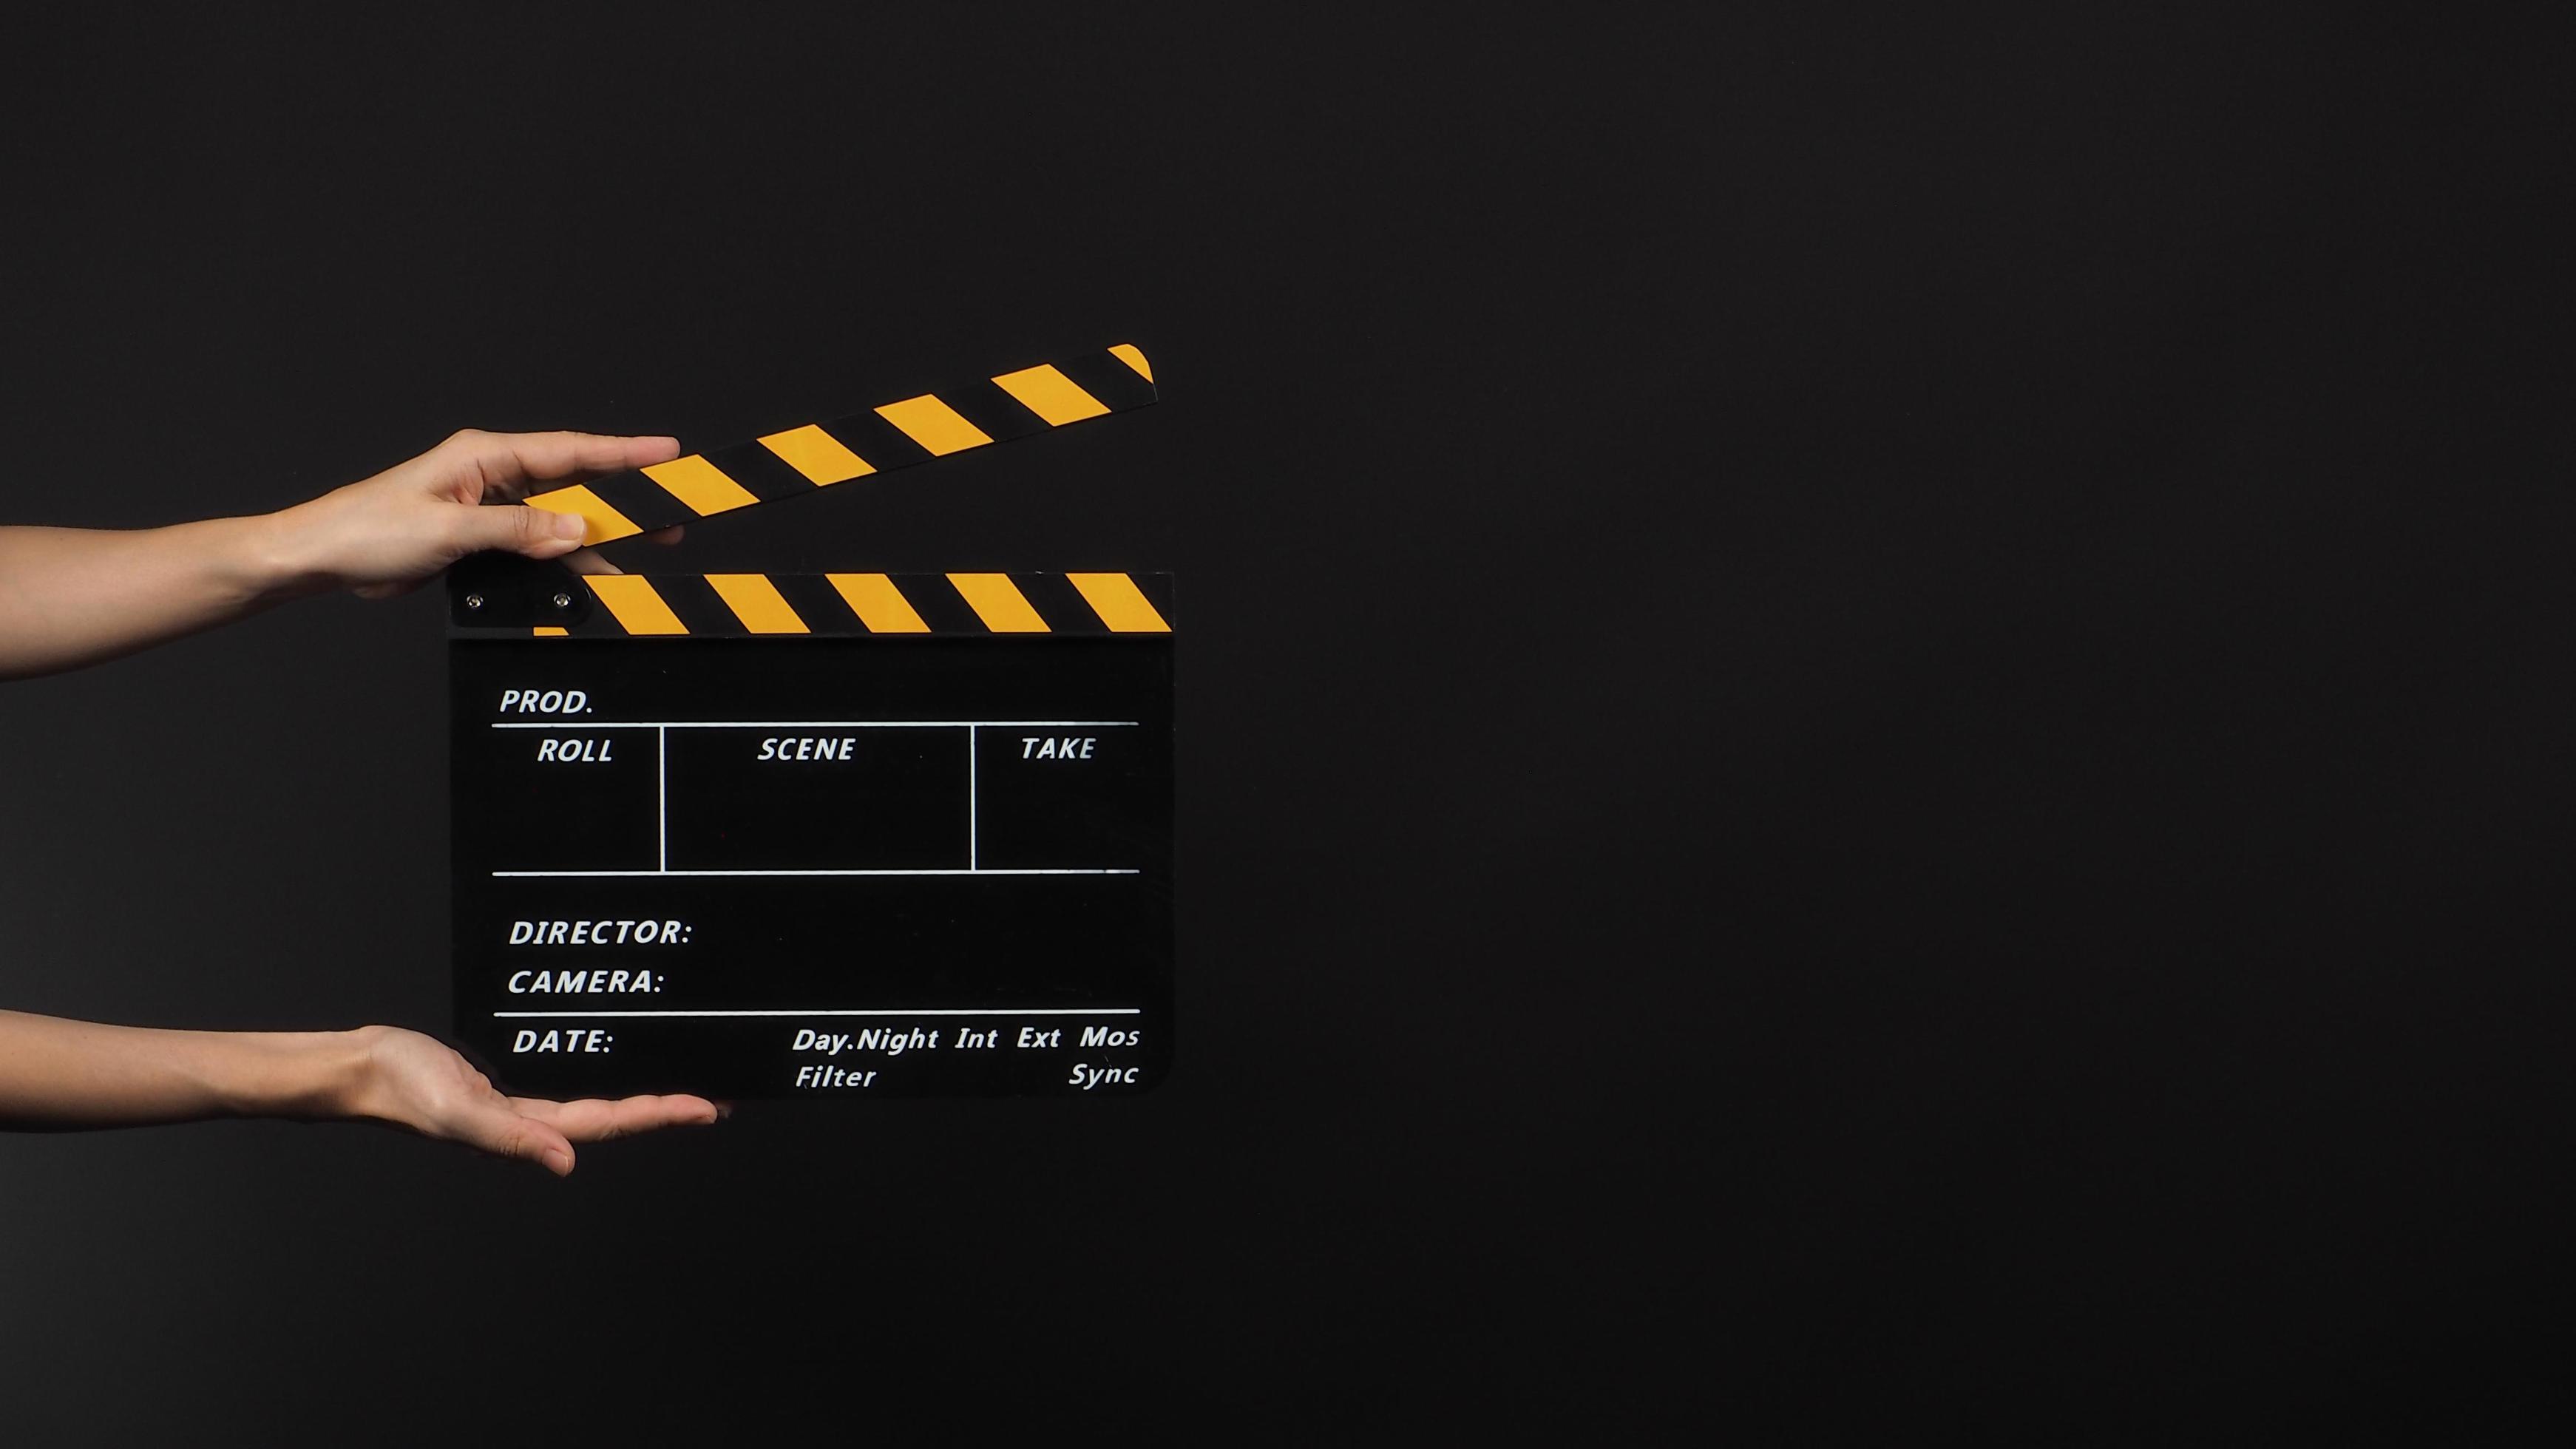 PROD.
ROLL SCENE TAKE
DIRECTOR:
CAMERA:
DATE: Day.Night Int Ext Mos
Filter Sync